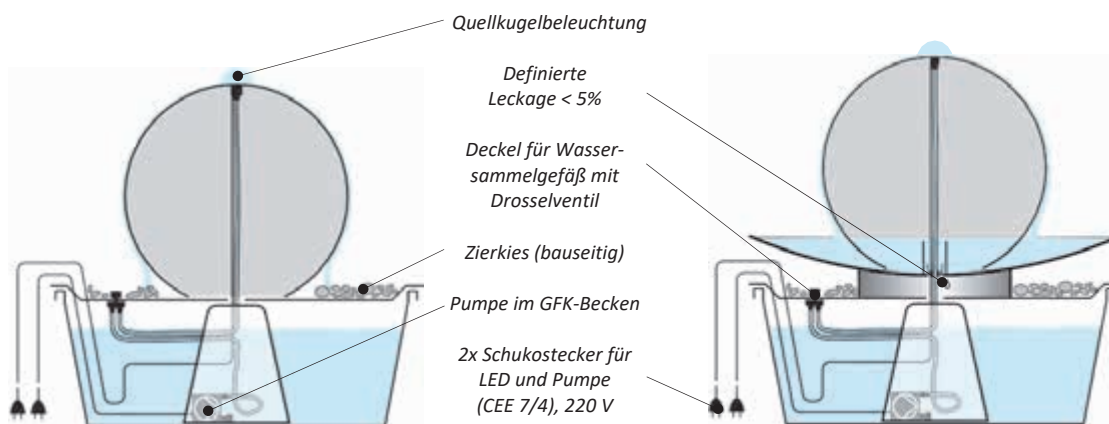 Quellkugelbeleuchtung
Definierte
Leckage < 5%
Deckel für Wasser-
sammelgefäß mit
Drosselventil
Zierkies (bauseitig)
Pumpe im GFK-Becken
2x Schukostecker für
LED und Pumpe
(CEE 7/4), 220 V